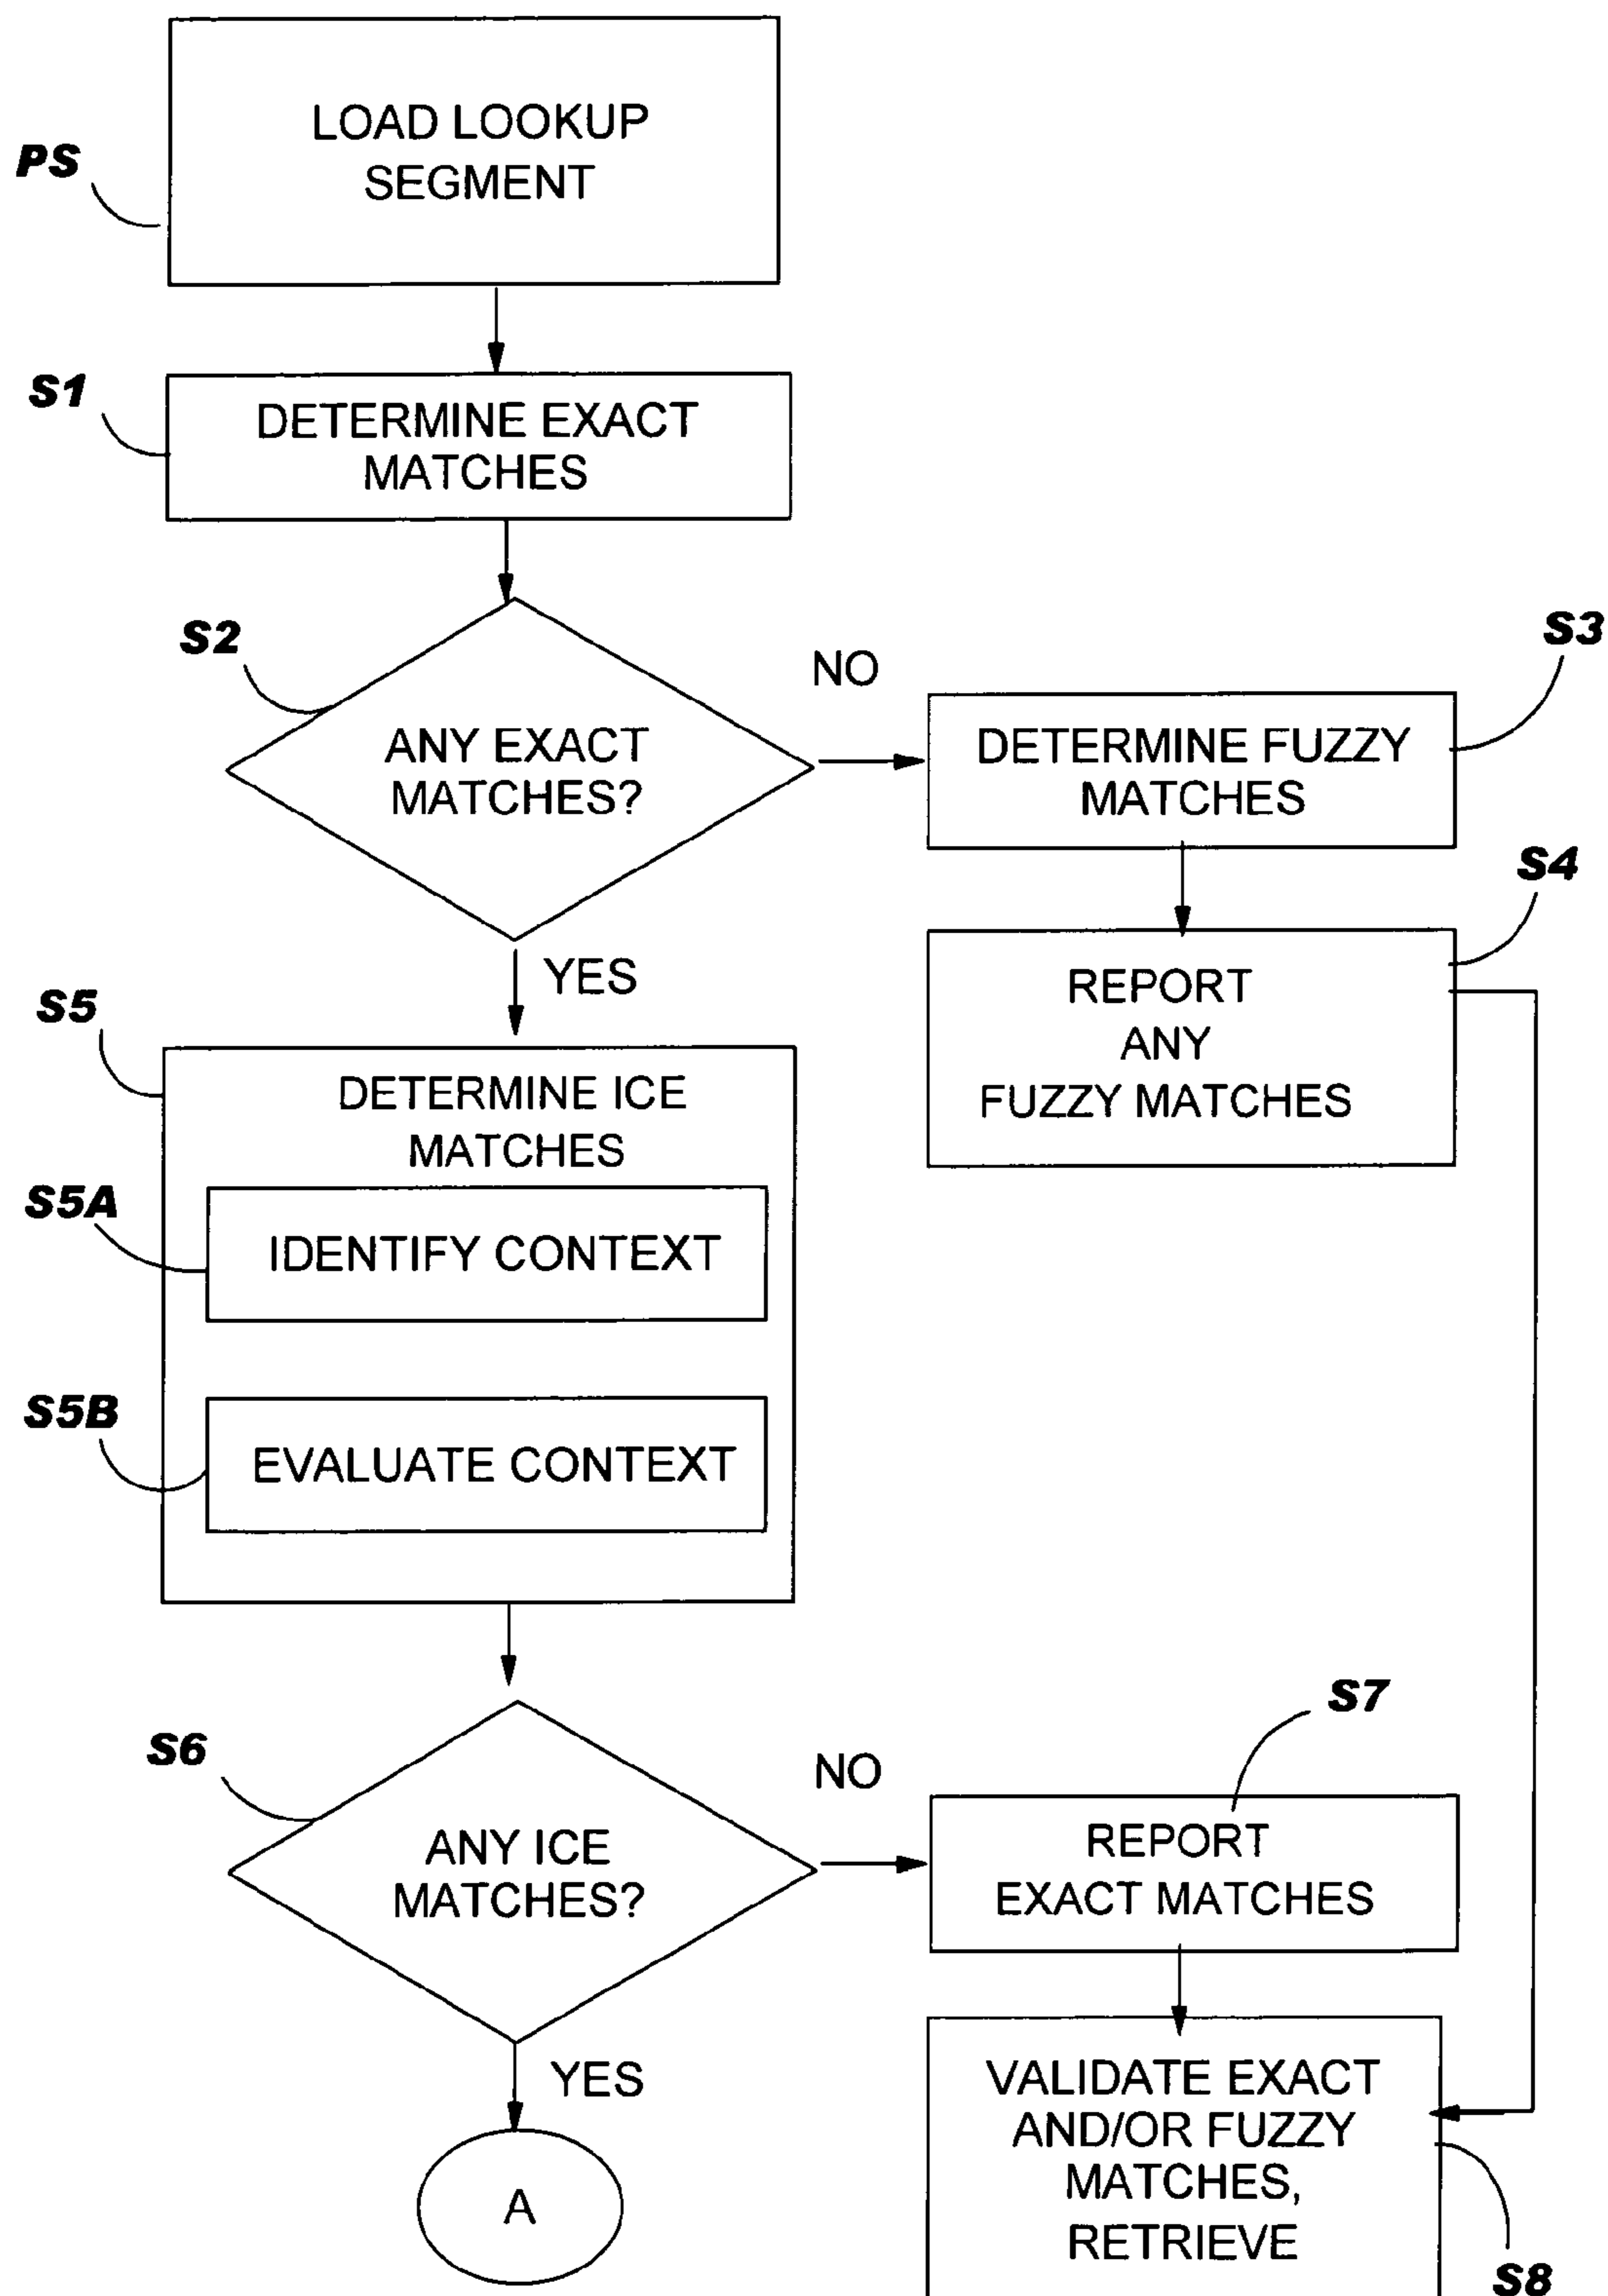 LOAD LOOKUP
SEGMENT
PS
S1
DETERMINE EXACT
MATCHES
S2
ANY EXACT
MATCHES?
NO
S3
DETERMINE FUZZY
MATCHES
S4
REPORT
ANY
FUZZY MATCHES
YES
S5
DETERMINE ICE
MATCHES
S5A
IDENTIFY CONTEXT
S5B
EVALUATE CONTEXT
S6
ANY ICE
MATCHES?
NO
S7
REPORT
EXACT MATCHES
YES
A
VALIDATE EXACT
AND/OR FUZZY
MATCHES,
RETRIEVE
S8